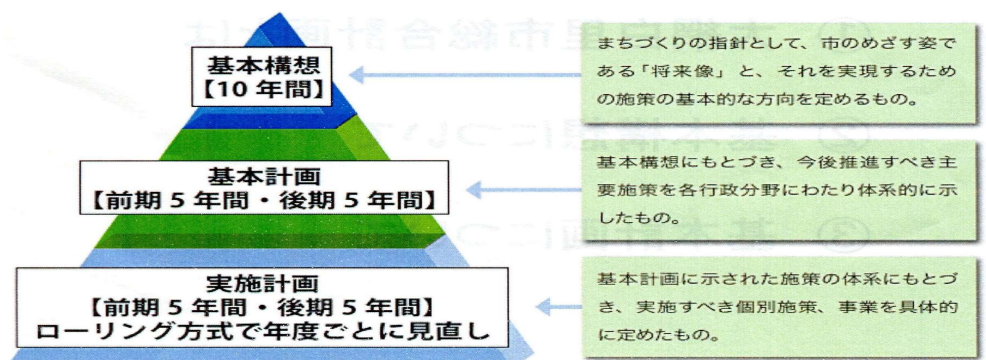 基本構想
【10 年間】
まちづくりの指針として、市のめざす姿で
ある「将来像」と、それを実現するため
の施策の基本的な方向を定めるもの。
基本計画
【前期 5 年間・後期 5 年間】
基本構想にもとづき、今後推進すべき主
要施策を各行政分野にわたり体系的に示
したもの。
実施計画
【前期 5 年間・後期 5 年間】
ローリング方式で年度ごとに見直し
基本計画に示された施策の体系にもとづ
き、実施すべき個別施策、事業を具体的
に定めたもの。